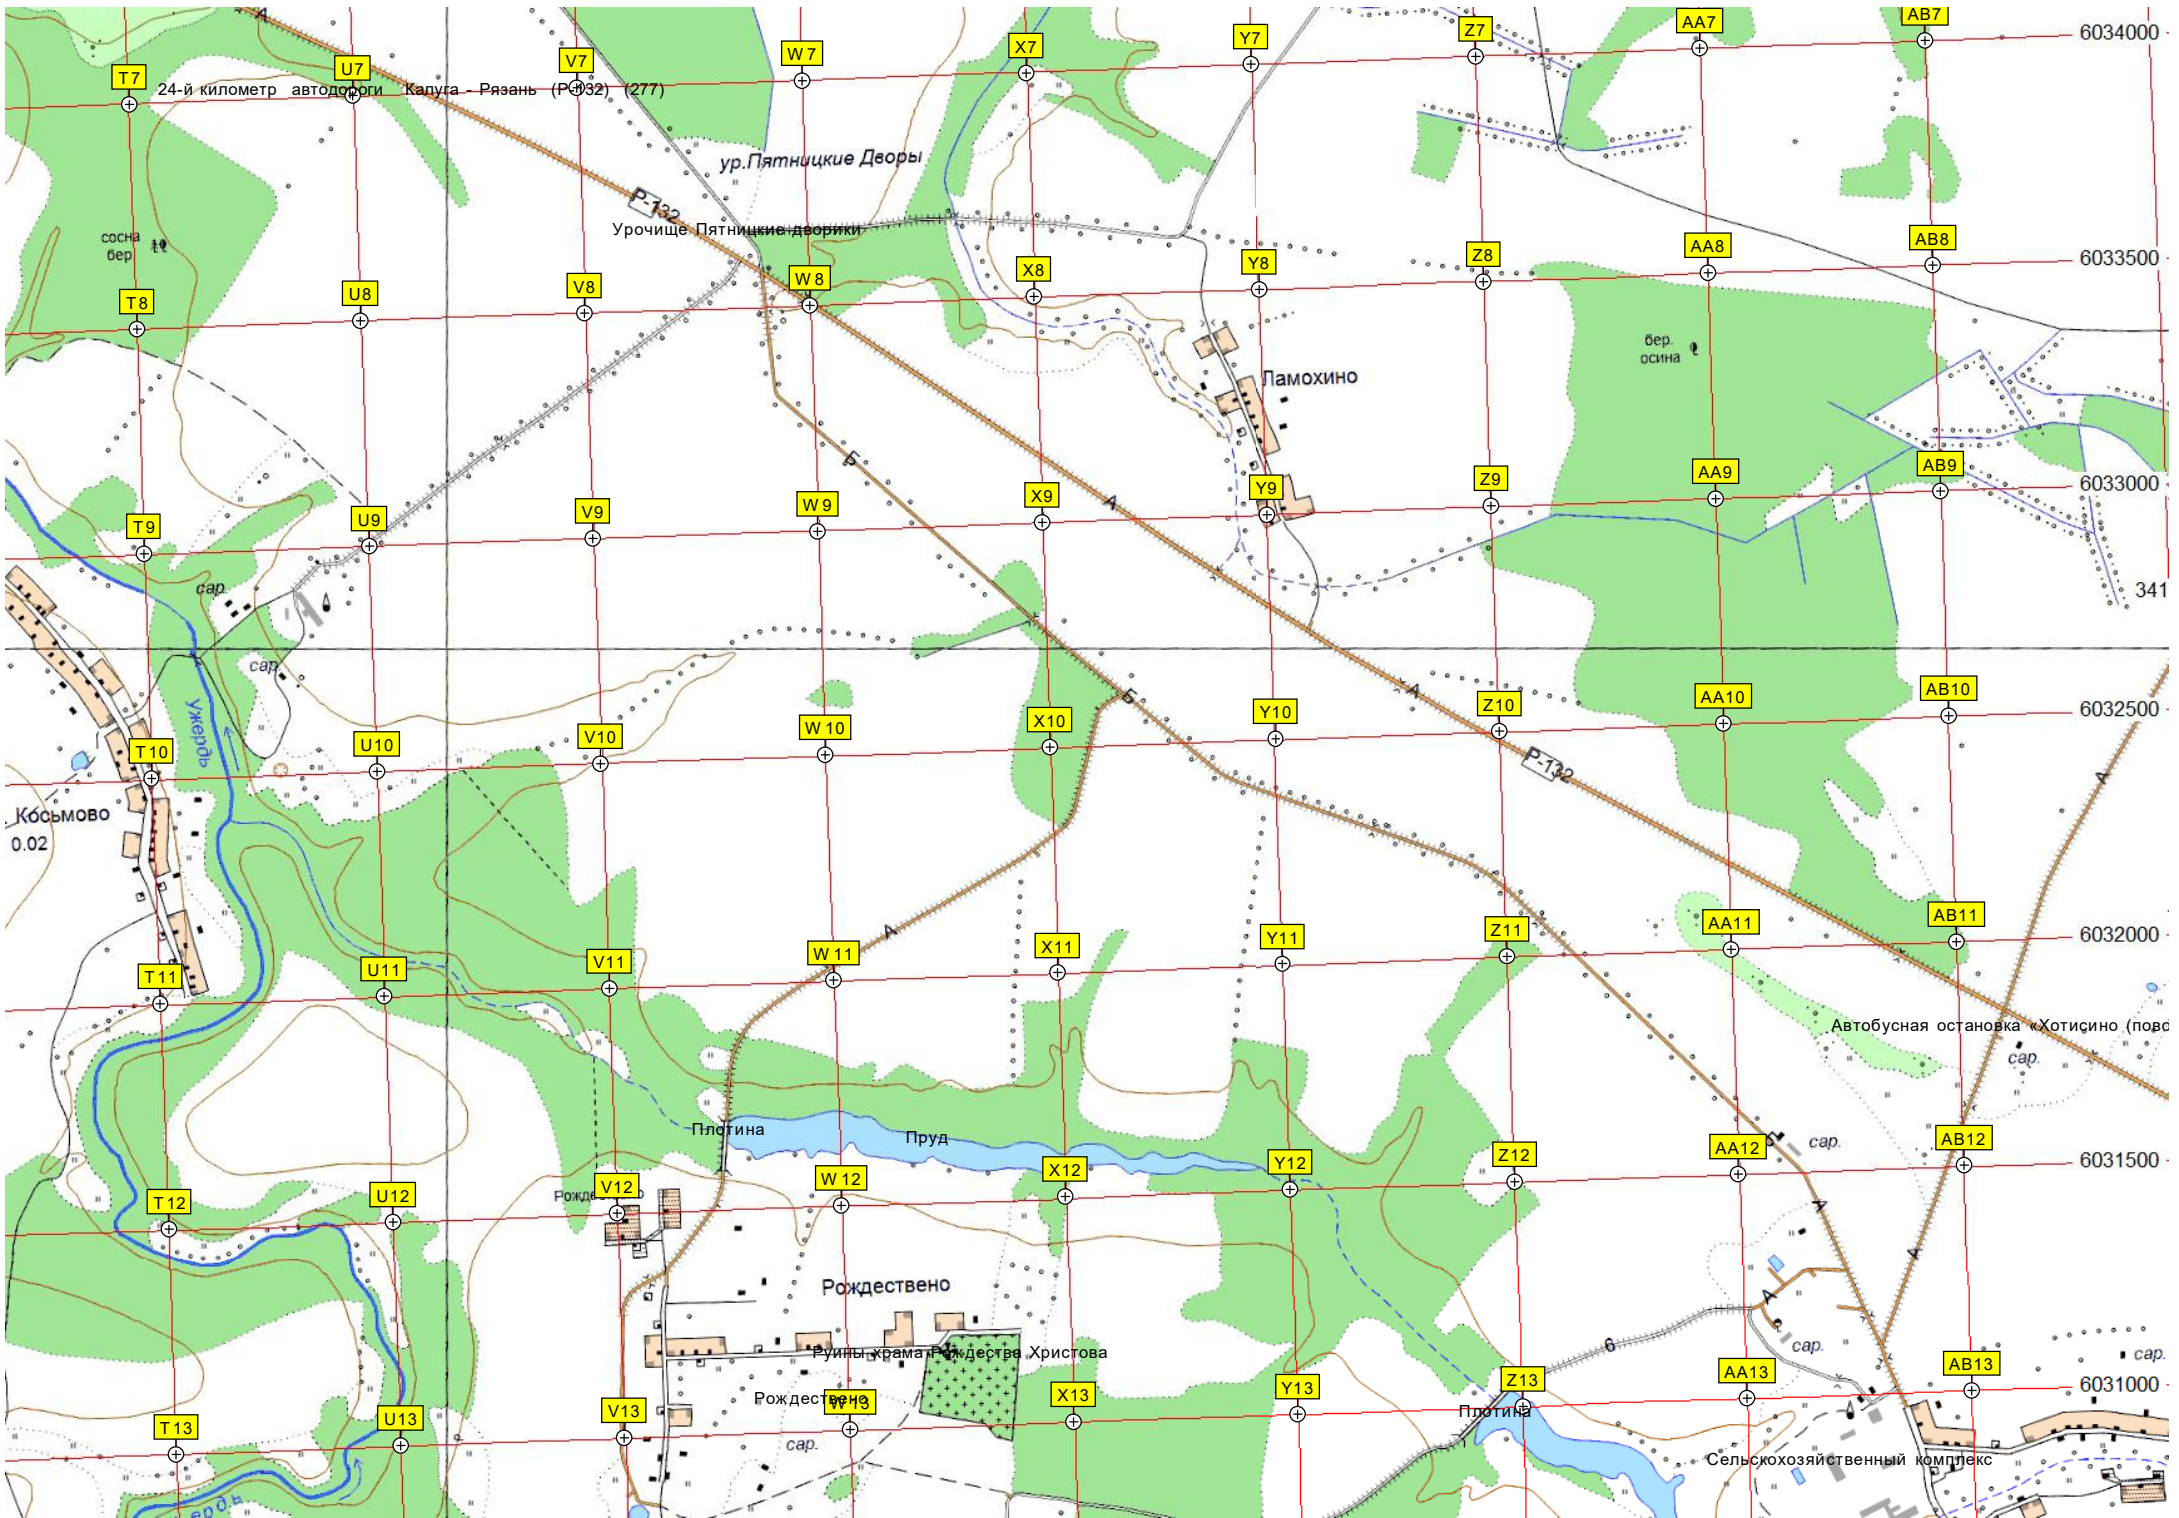 A
T7
U7
V7
W7
X7
Y7
Z7
AA7
AB7
6034000
24-й километр автодороги Калуга - Рязань (Р-132) (277)
ур.Пятницкие Дворы
Р-132
Урочище Пятницкие дворики
сосна
бер.
T8
U8
V8
W8
X8
Y8
Z8
AA8
AB8
6033500
бер.
осина
Ламохино
Б
А
T9
U9
V9
W9
X9
Y9
Z9
AA9
AB9
6033000
сар.
341
сар.
Ужердь
Б
А
T10
U10
V10
W10
X10
Y10
Z10
AA10
AB10
6032500
Р-132
А
Косьмово
0.02
А
T11
U11
V11
W11
X11
Y11
Z11
AA11
AB11
6032000
Автобусная остановка «Хотисино (пово
сар.
Плотина
Пруд
сар.
T12
U12
V12
W12
X12
Y12
Z12
AA12
AB12
6031500
А
А
Рождествено
А
6
сар.
сар.
Руины храма Рождества Христова
T13
U13
V13
W13
X13
Y13
Z13
AA13
AB13
6031000
Рождествено
Плотина
сар.
Сельскохозяйственный комплекс
ердь